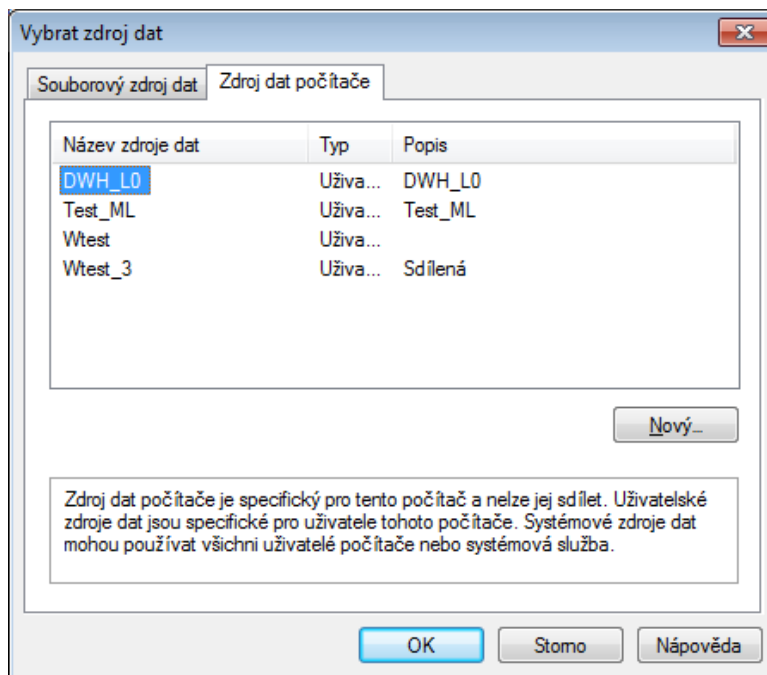 Vybrat zdroj dat
Souborový zdroj dat Zdroj dat počítače
Název zdroje dat Typ Popis
DWH_L0 Uživa... DWH_L0
Test_ML Uživa... Test_ML
Wtest Uživa...
Wtest_3 Uživa... Sdílená
Nový...
Zdroj dat počítače je specifický pro tento počítač a nelze jej sdílet. Uživatelské
zdroje dat jsou specifické pro uživatele tohoto počítače. Systémové zdroje dat
mohou používat všichni uživatelé počítače nebo systémová služba.
OK Storno Nápověda